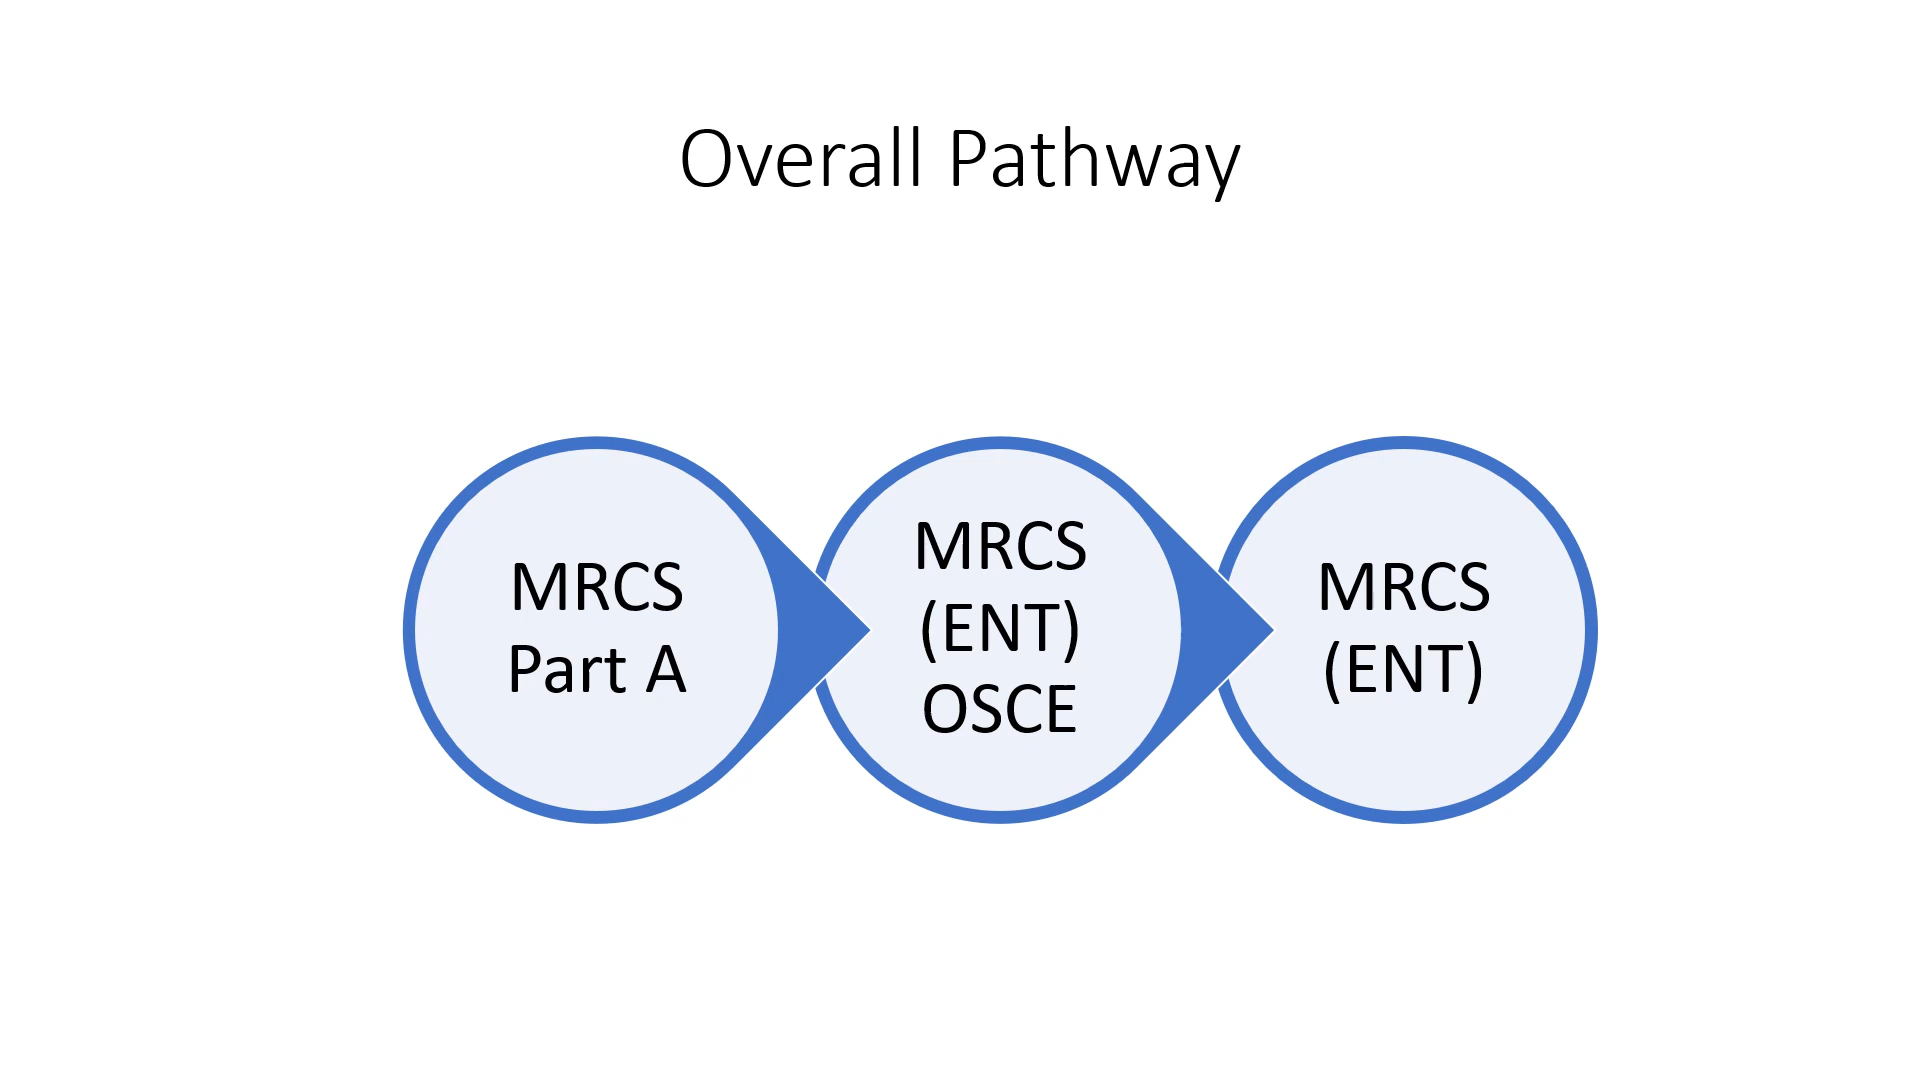 Overall Pathway
MRCS
Part A
MRCS
(ENT)
OSCE
MRCS
(ENT)